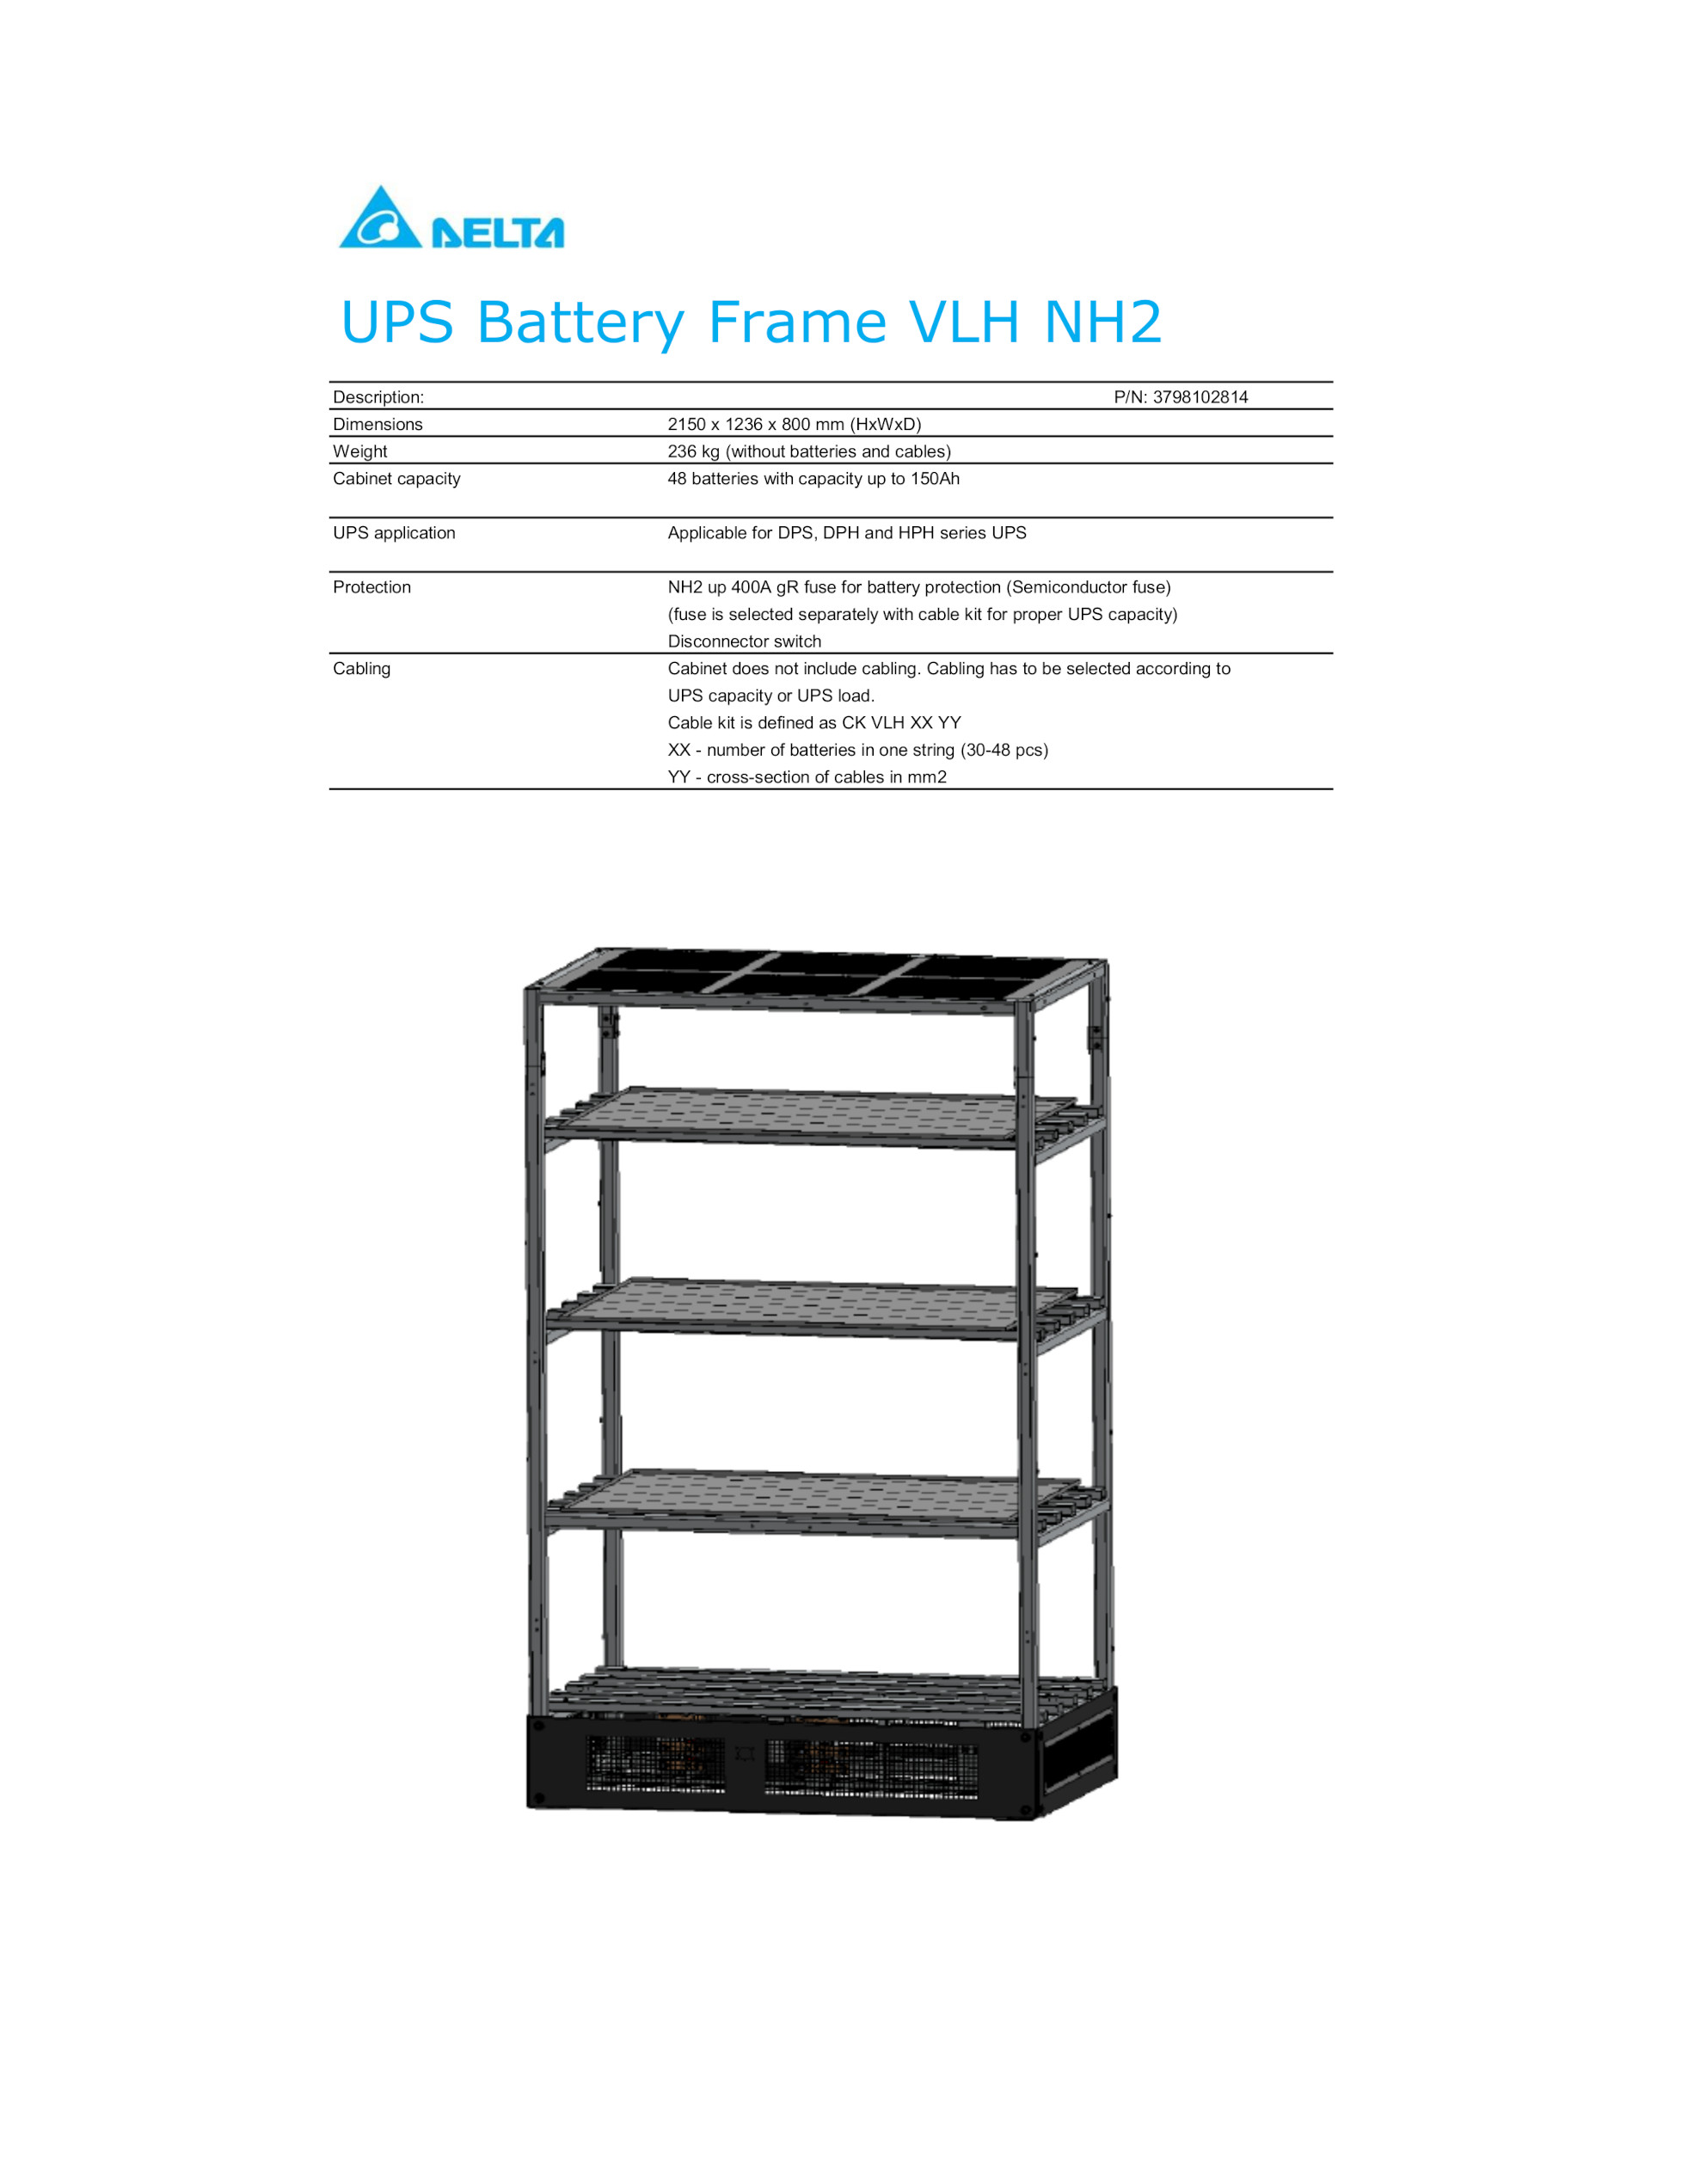 DELTA
UPS Battery Frame VLH NH2
Description: P/N: 3798102814
Dimensions 2150 x 1236 x 800 mm (HxWxD)
Weight 236 kg (without batteries and cables)
Cabinet capacity 48 batteries with capacity up to 150Ah
UPS application Applicable for DPS, DPH and HPH series UPS
Protection NH2 up 400A gR fuse for battery protection (Semiconductor fuse)
(fuse is selected separately with cable kit for proper UPS capacity)
Disconnector switch
Cabling Cabinet does not include cabling. Cabling has to be selected according to
UPS capacity or UPS load.
Cable kit is defined as CK VLH XX YY
XX - number of batteries in one string (30-48 pcs)
YY - cross-section of cables in mm2